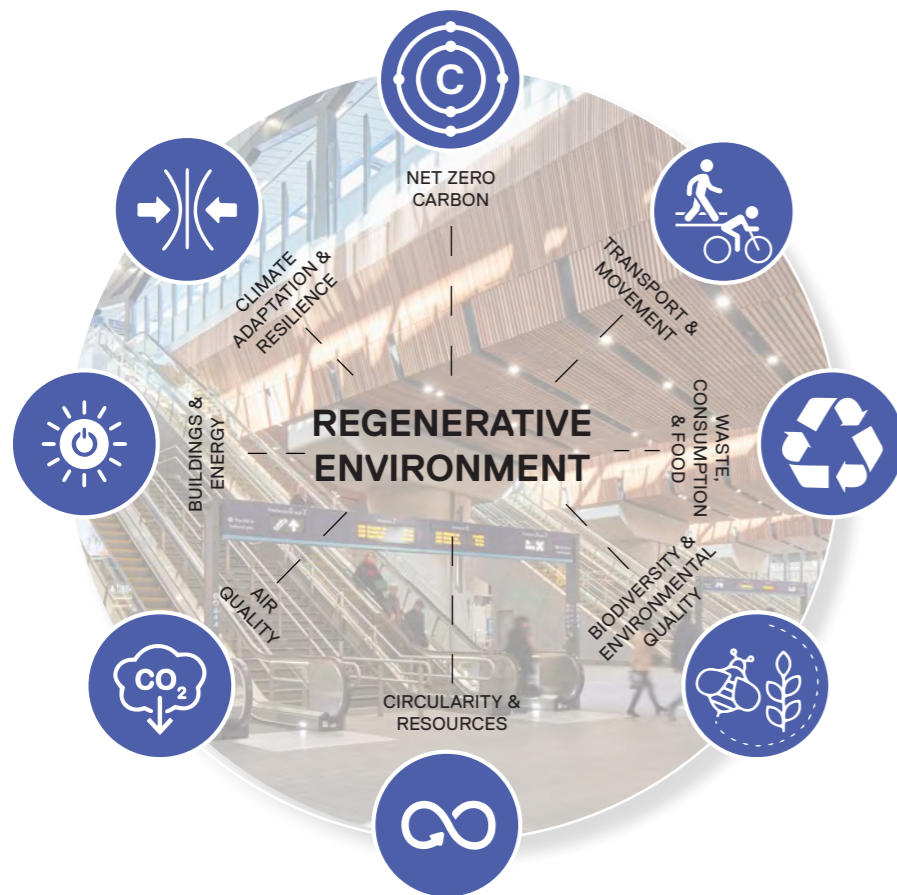 C
NET ZERO
CARBON
TRANSPORT &
MOVEMENT
WASTE,
CONSUMPTION
& FOOD
BIODIVERSITY &
ENVIRONMENTAL
QUALITY
CIRCULARITY &
RESOURCES
CO2
AIR
QUALITY
BUILDINGS &
ENERGY
CLIMATE
ADAPTATION &
RESILIENCE
REGENERATIVE
ENVIRONMENT